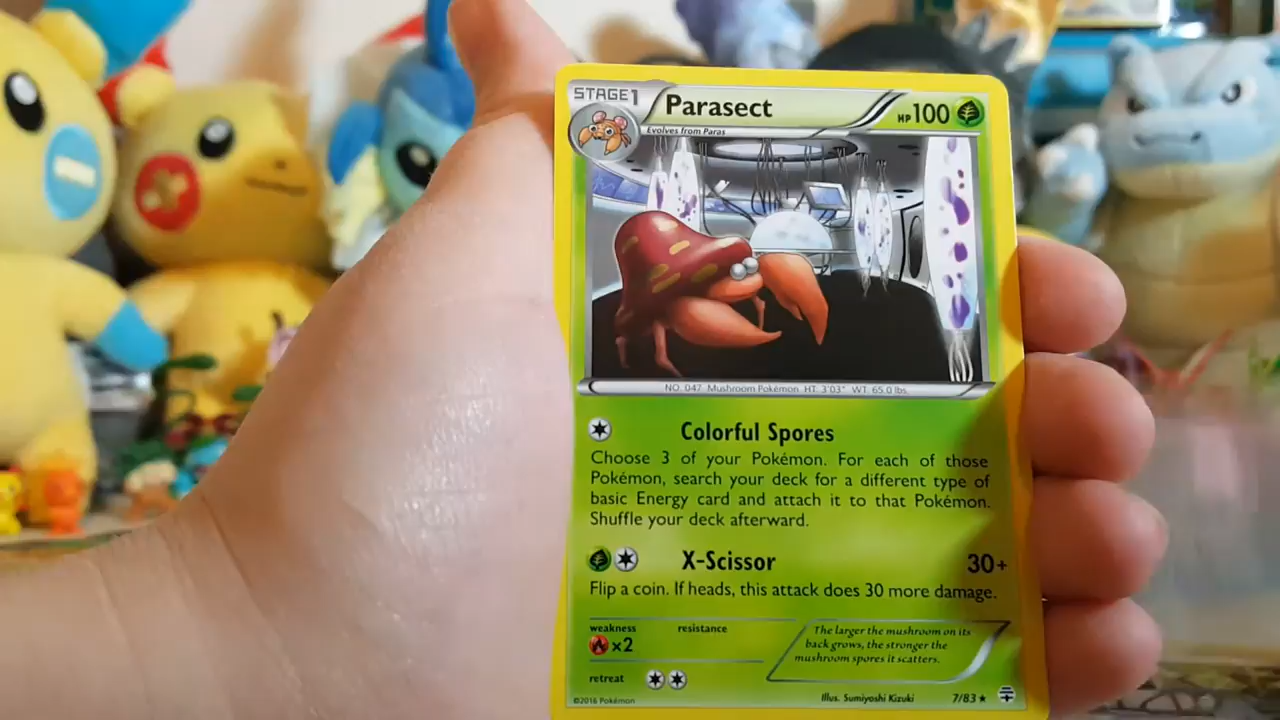 STAGE1 Parasect HP100
Evolves from Paras
NO. 047 Mushroom Pokémon HT: 3'03" WT: 65.0 lbs.
Colorful Spores
Choose 3 of your Pokémon. For each of those
Pokémon, search your deck for a different type of
basic Energy card and attach it to that Pokémon.
Shuffle your deck afterward.
X-Scissor 30+
Flip a coin. If heads, this attack does 30 more damage.
weakness resistance
×2
The larger the mushroom on its
back grows, the stronger the
mushroom spores it scatters.
retreat
©2016 Pokémon Illus. Sumiyoshi Kizuki 7/83★